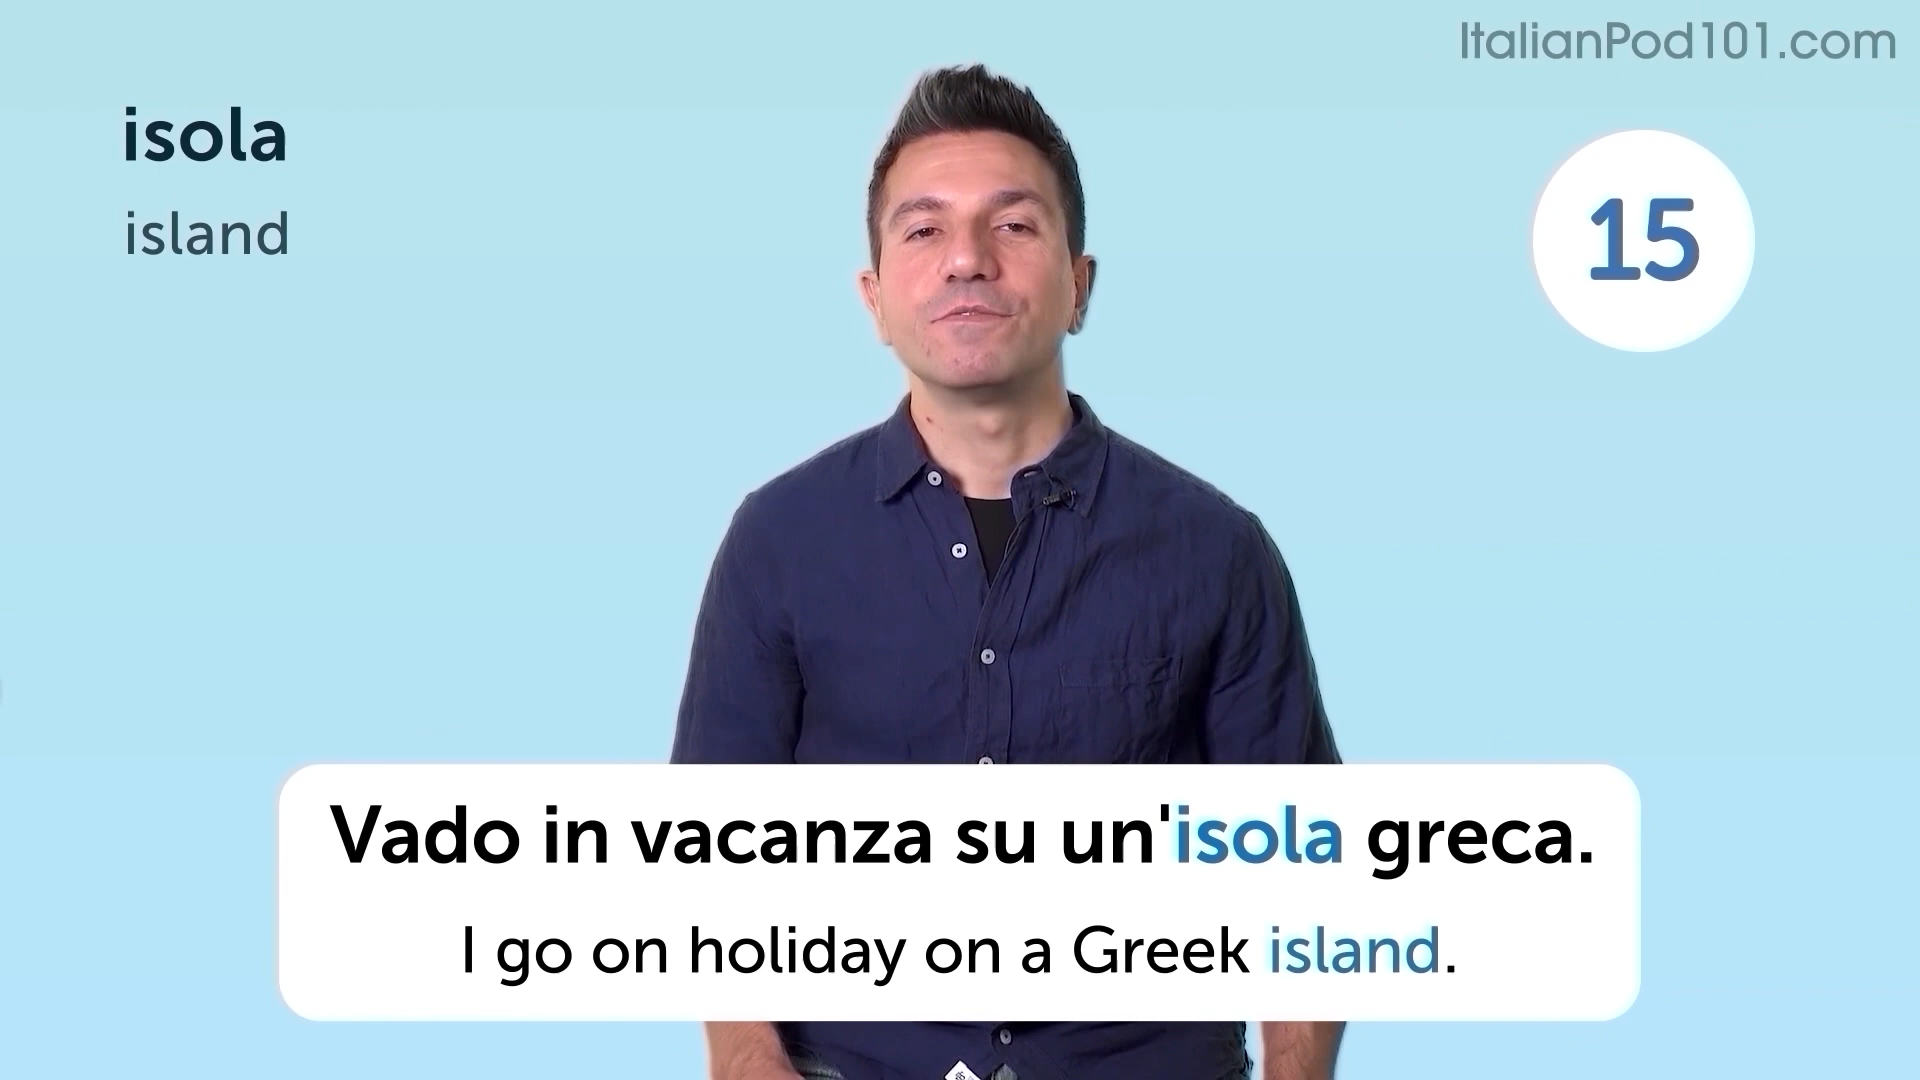 ItalianPod101.com
isola
island
15
Vado in vacanza su un'isola greca.
I go on holiday on a Greek island.